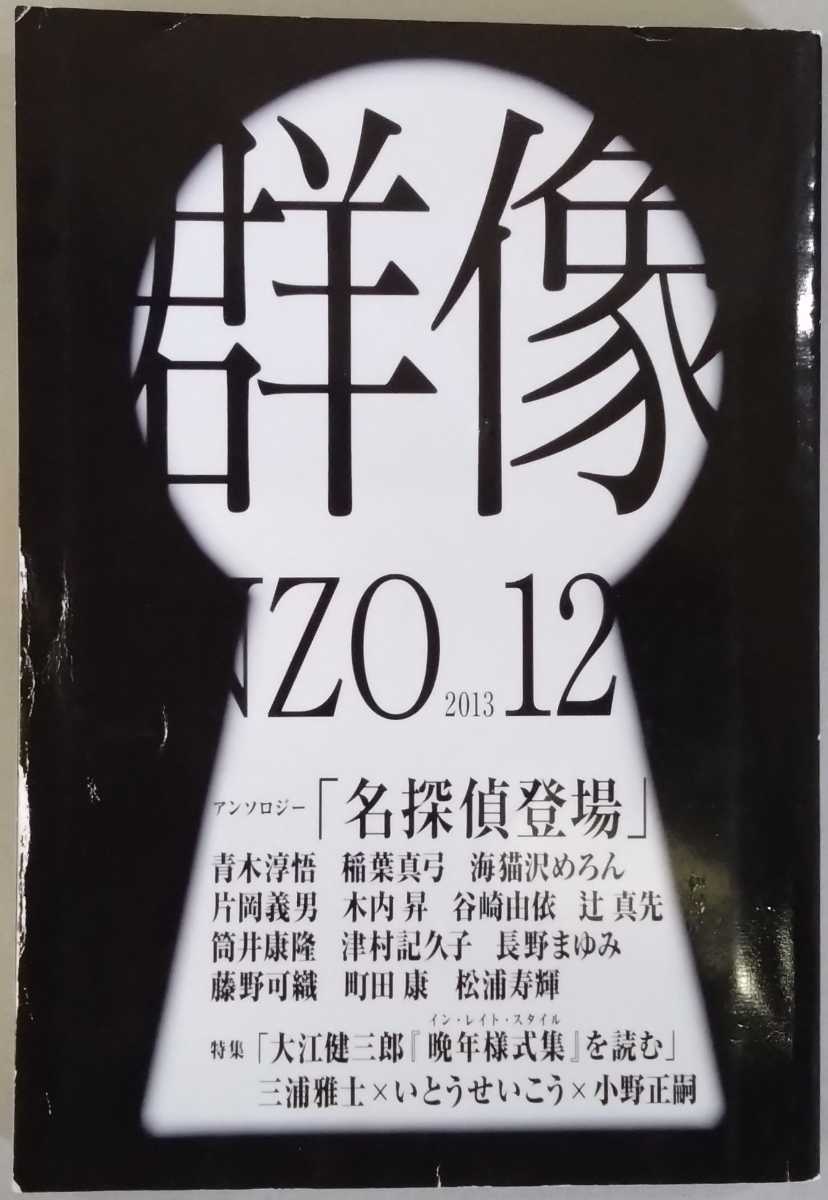 群像
NZO 2013 12
アンソロジー「名探偵登場」
青木淳悟 稲葉真弓 海猫沢めろん
片岡義男 木内 昇 谷崎由依 辻 真先
筒井康隆 津村記久子 長野まゆみ
藤野可織 町田 康 松浦寿輝
イン・レイト・スタイル
特集「大江健三郎『晩年様式集』を読む」
三浦雅士×いとうせいこう×小野正嗣